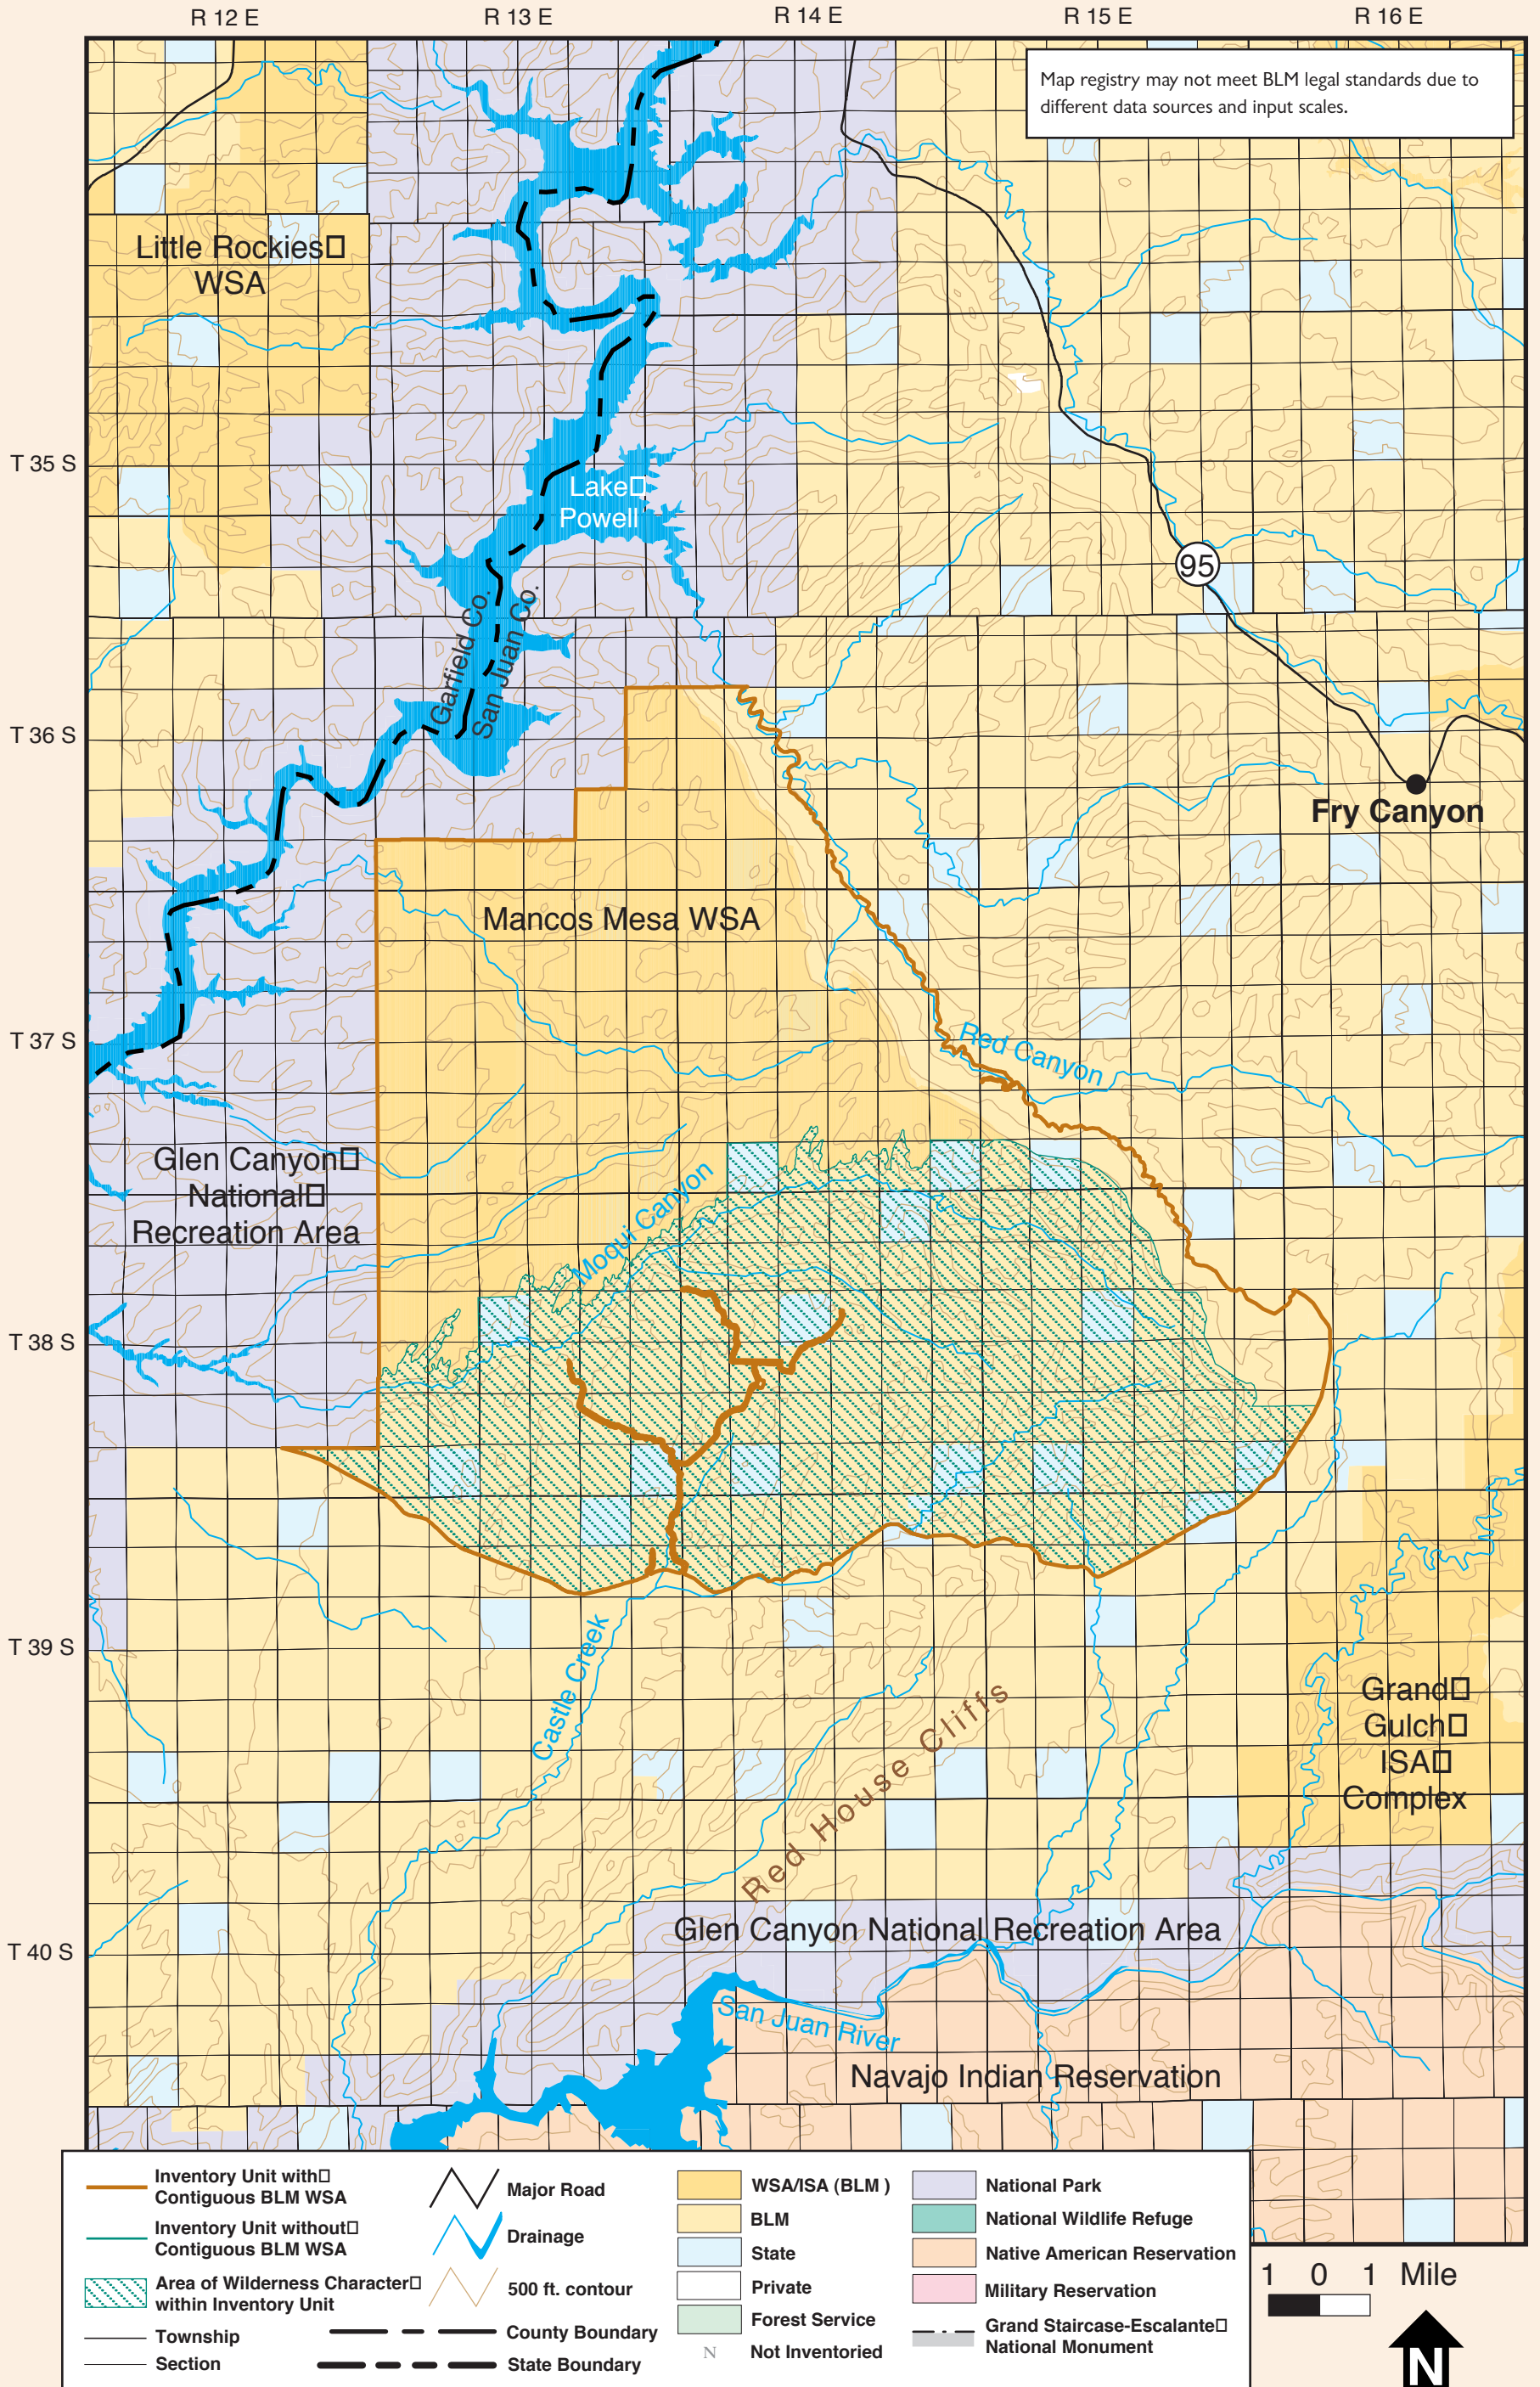 R 12 E R 13 E R 14 E R 15 E R 16 E
Map registry may not meet BLM legal standards due to
different data sources and input scales.
Little Rockies
WSA
T 35 S
Lake
Powell
95
Garfield Co.
San Juan Co.
T 36 S
Fry Canyon
Mancos Mesa WSA
T 37 S
Red Canyon
Glen Canyon
National
Recreation Area
Moqui Canyon
T 38 S
T 39 S
Castle Creek
Red House Cliffs
Grand
Gulch
ISA
Complex
Glen Canyon National Recreation Area
T 40 S
San Juan River
Navajo Indian Reservation
Inventory Unit with
Contiguous BLM WSA
Inventory Unit without
Contiguous BLM WSA
Area of Wilderness Character
within Inventory Unit
Township
Section
Major Road
Drainage
500 ft. contour
County Boundary
State Boundary
WSA/ISA (BLM )
BLM
State
Private
Forest Service
N Not Inventoried
National Park
National Wildlife Refuge
Native American Reservation
Military Reservation
Grand Staircase-Escalante
National Monument
1 0 1 Mile
N